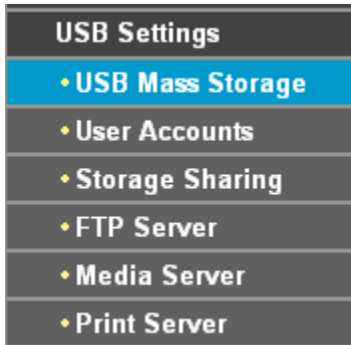 USB Settings
• USB Mass Storage
• User Accounts
• Storage Sharing
• FTP Server
• Media Server
• Print Server